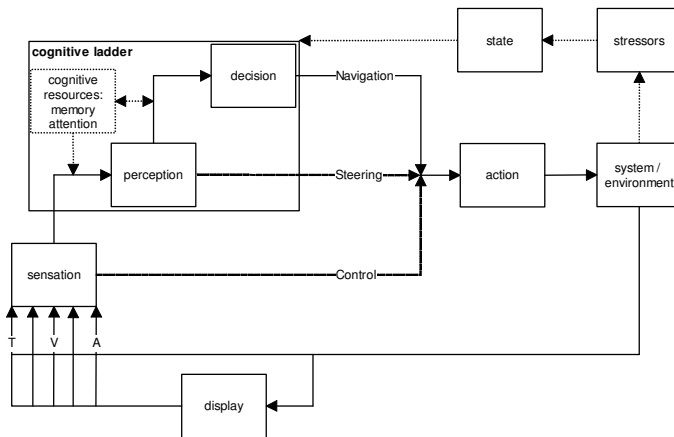 cognitive ladder
state
stressors
cognitive
resources:
memory
attention
decision
Navigation
perception
Steering
action
system /
environment
sensation
Control
T
V
A
display